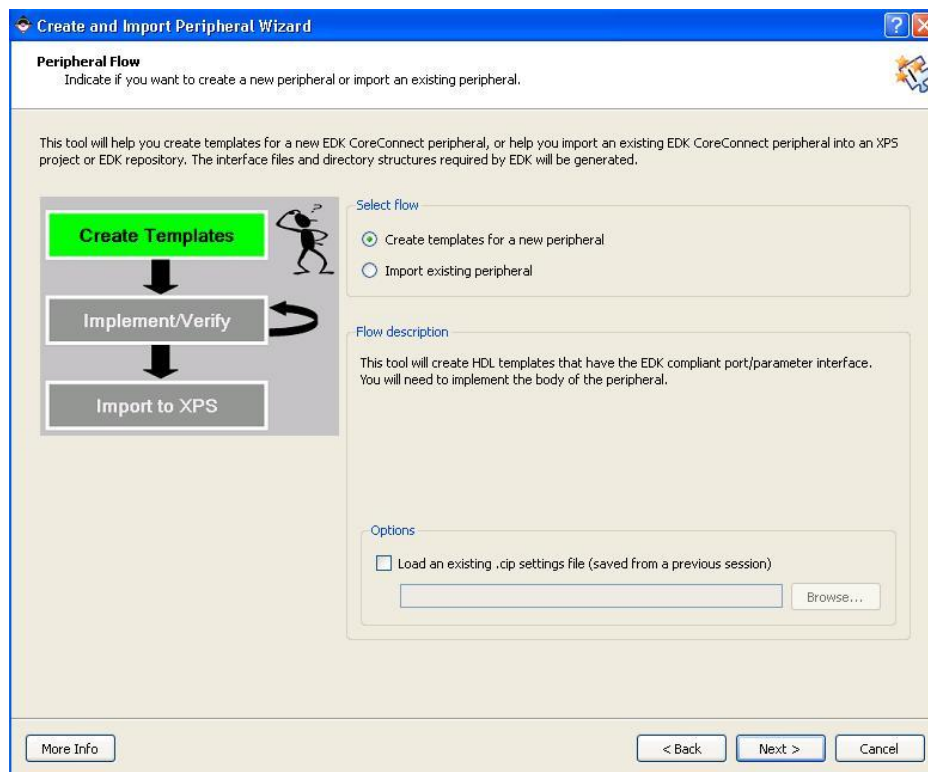 Create and Import Peripheral Wizard
Peripheral Flow
Indicate if you want to create a new peripheral or import an existing peripheral.
This tool will help you create templates for a new EDK CoreConnect peripheral, or help you import an existing EDK CoreConnect peripheral into an XPS
project or EDK repository. The interface files and directory structures required by EDK will be generated.
Create Templates
?
Implement/Verify
Import to XPS
Select flow
Create templates for a new peripheral
Import existing peripheral
Flow description
This tool will create HDL templates that have the EDK compliant port/parameter interface.
You will need to implement the body of the peripheral.
Options
Load an existing .cip settings file (saved from a previous session)
Browse...
More Info
< Back
Next >
Cancel